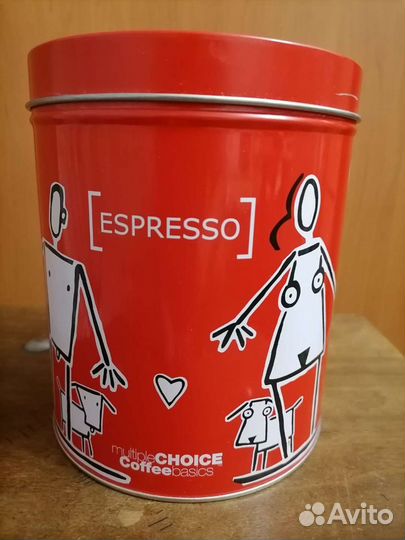 [ESPRESSO]
multipleCHOICE
Coffeebasics
Avito